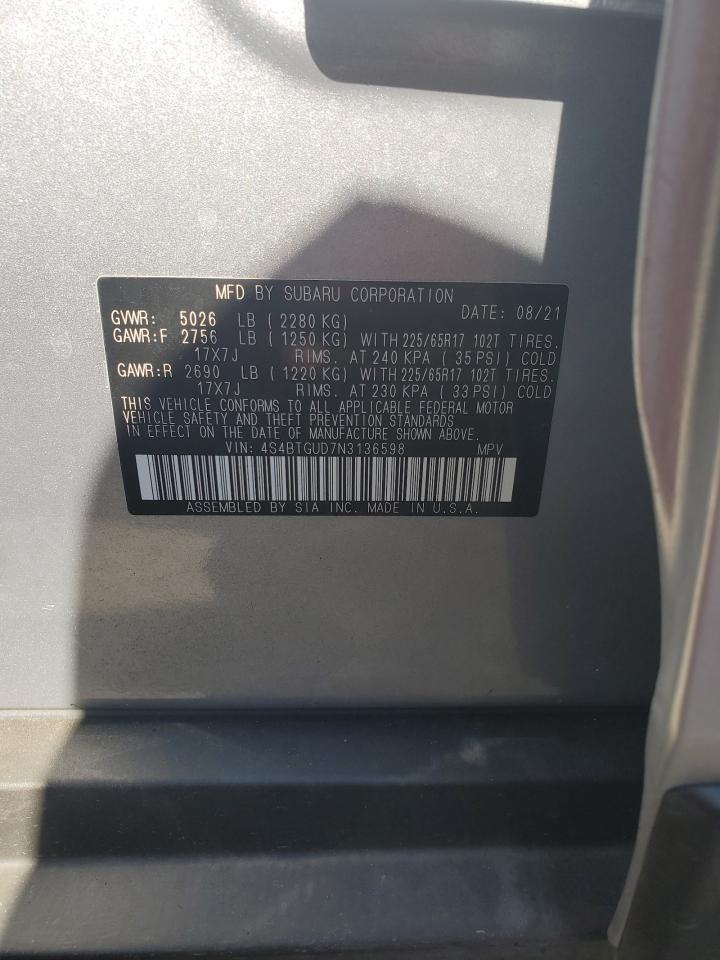 MFD BY SUBARU CORPORATION
DATE: 08/21
GVWR: 5026 LB ( 2280 KG)
GAWR:F 2756 LB ( 1250 KG) WITH 225/65R17 102T TIRES.
17X7J RIMS. AT 240 KPA ( 35 PSI) COLD
GAWR:R 2690 LB ( 1220 KG) WITH 225/65R17 102T TIRES.
17X7J RIMS. AT 230 KPA ( 33 PSI) COLD
THIS VEHICLE CONFORMS TO ALL APPLICABLE FEDERAL MOTOR
VEHICLE SAFETY AND THEFT PREVENTION STANDARDS
IN EFFECT ON THE DATE OF MANUFACTURE SHOWN ABOVE.
VIN: 4S4BTGUD7N3136598 MPV
ASSEMBLED BY SIA INC. MADE IN U.S.A.